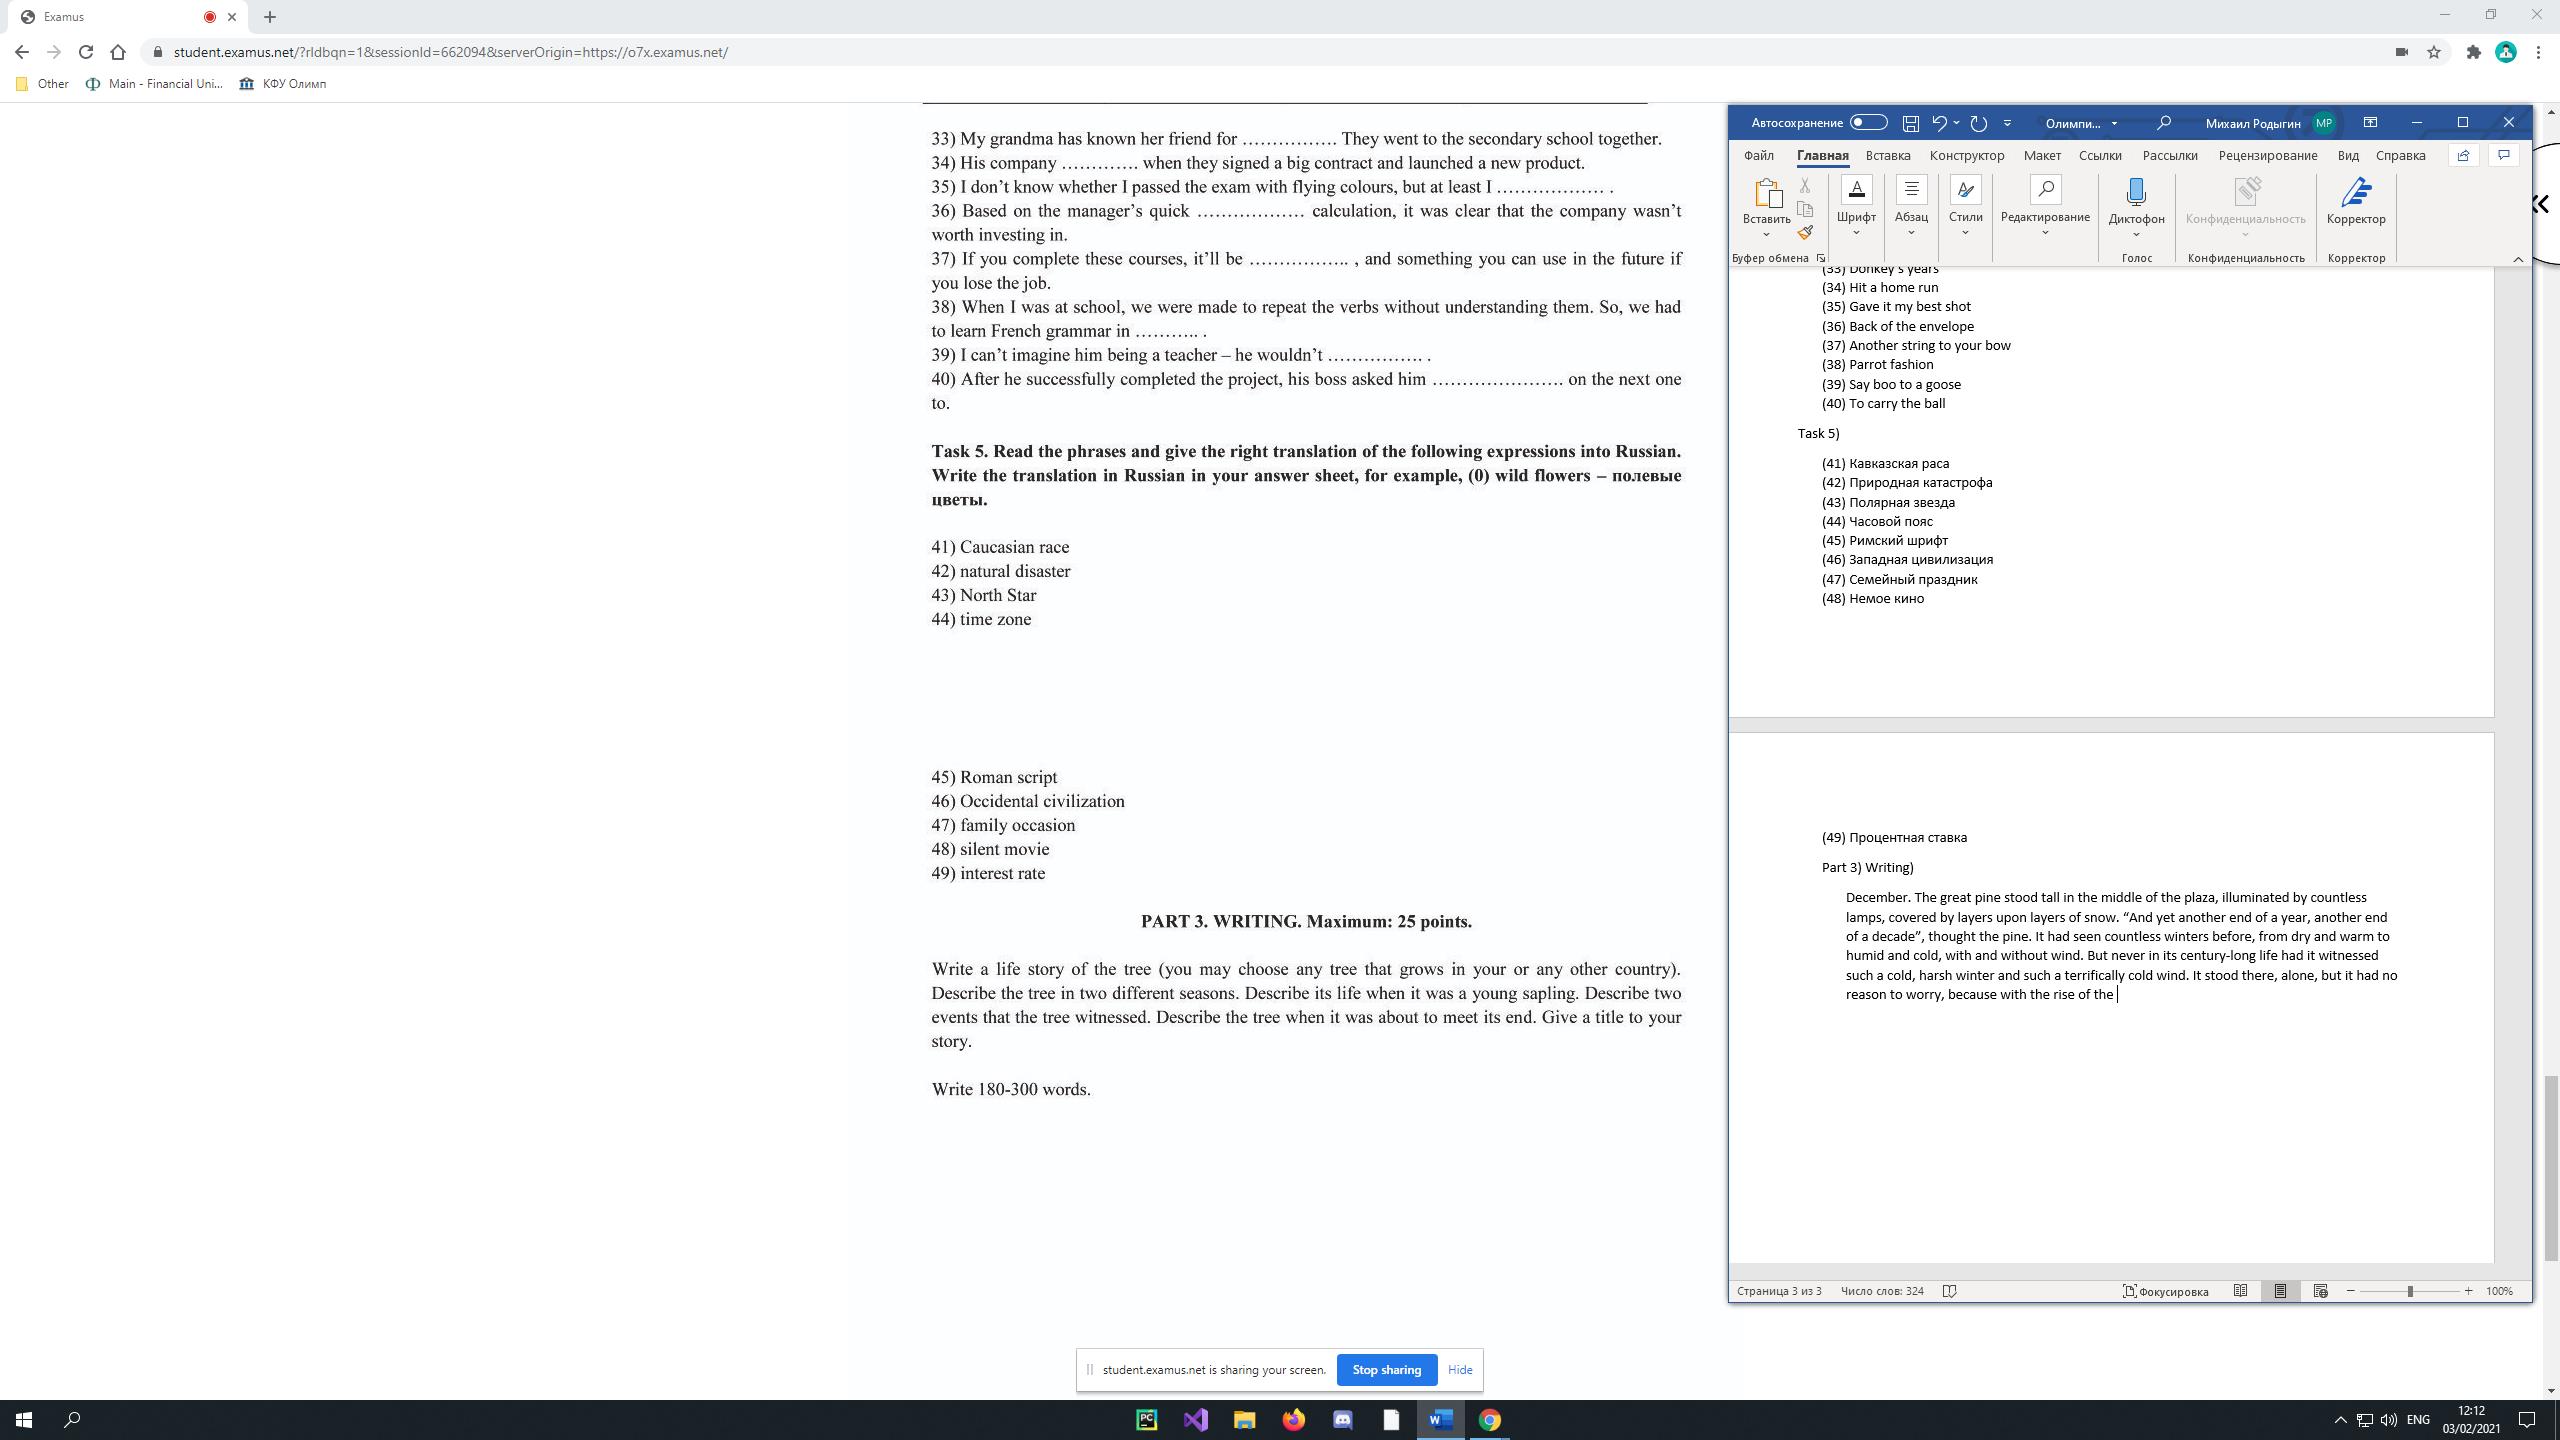 Examus
student.examus.net/?rldbqn=1&sessionId=662094&serverOrigin=https://o7x.examus.net/
Other
Main - Financial Uni...
КФУ Олимп
33) My grandma has known her friend for ……………. They went to the secondary school together.
34) His company …………. when they signed a big contract and launched a new product.
35) I don’t know whether I passed the exam with flying colours, but at least I ……………… .
36) Based on the manager’s quick ……………… calculation, it was clear that the company wasn’t
worth investing in.
37) If you complete these courses, it’ll be …………….. , and something you can use in the future if
you lose the job.
38) When I was at school, we were made to repeat the verbs without understanding them. So, we had
to learn French grammar in ……….. .
39) I can’t imagine him being a teacher – he wouldn’t ……………. .
40) After he successfully completed the project, his boss asked him …………………. on the next one
to.
Task 5. Read the phrases and give the right translation of the following expressions into Russian.
Write the translation in Russian in your answer sheet, for example, (0) wild flowers – полевые
цветы.
41) Caucasian race
42) natural disaster
43) North Star
44) time zone
45) Roman script
46) Occidental civilization
47) family occasion
48) silent movie
49) interest rate
PART 3. WRITING. Maximum: 25 points.
Write a life story of the tree (you may choose any tree that grows in your or any other country).
Describe the tree in two different seasons. Describe its life when it was a young sapling. Describe two
events that the tree witnessed. Describe the tree when it was about to meet its end. Give a title to your
story.
Write 180-300 words.
Автосохранение
Олимпи...
Михаил Родыгин
МР
Файл
Главная
Вставка
Конструктор
Макет
Ссылки
Рассылки
Рецензирование
Вид
Справка
Вставить
Шрифт
Абзац
Стили
Редактирование
Диктофон
Конфиденциальность
Корректор
Буфер обмена
Голос
Конфиденциальность
Корректор
(33) Donkey's years
(34) Hit a home run
(35) Gave it my best shot
(36) Back of the envelope
(37) Another string to your bow
(38) Parrot fashion
(39) Say boo to a goose
(40) To carry the ball
Task 5)
(41) Кавказская раса
(42) Природная катастрофа
(43) Полярная звезда
(44) Часовой пояс
(45) Римский шрифт
(46) Западная цивилизация
(47) Семейный праздник
(48) Немое кино
(49) Процентная ставка
Part 3) Writing)
December. The great pine stood tall in the middle of the plaza, illuminated by countless
lamps, covered by layers upon layers of snow. “And yet another end of a year, another end
of a decade”, thought the pine. It had seen countless winters before, from dry and warm to
humid and cold, with and without wind. But never in its century-long life had it witnessed
such a cold, harsh winter and such a terrifically cold wind. It stood there, alone, but it had no
reason to worry, because with the rise of the
Страница 3 из 3
Число слов: 324
Фокусировка
100%
student.examus.net is sharing your screen.
Stop sharing
Hide
PC
W
ENG
12:12
03/02/2021